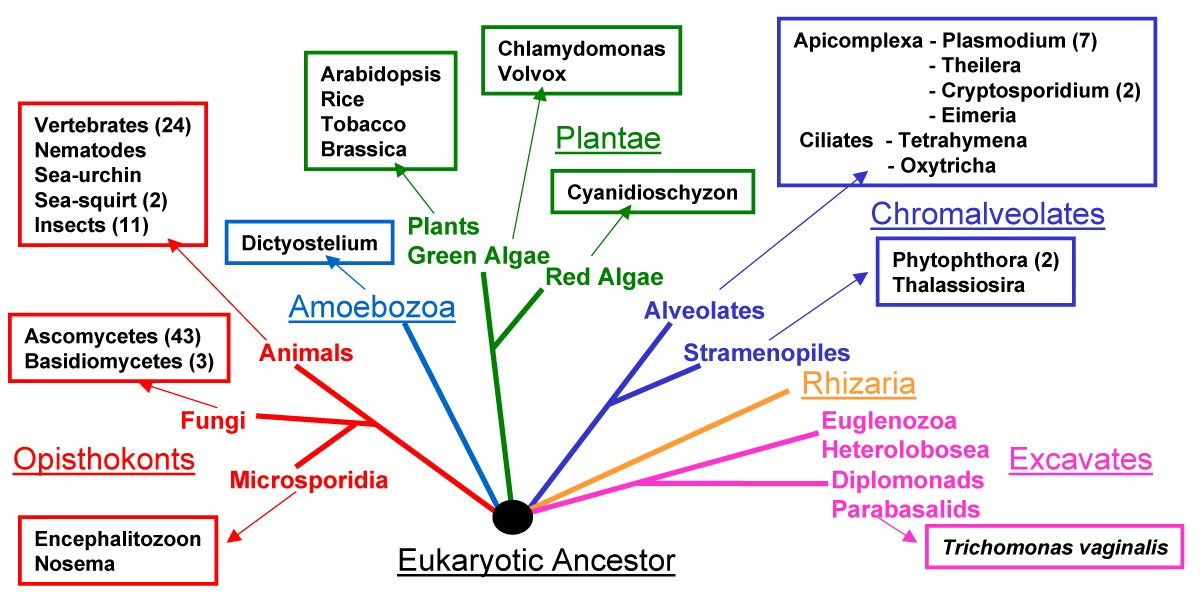 Chlamydomonas
Volvox
Apicomplexa - Plasmodium (7)
- Theilera
- Cryptosporidium (2)
- Eimeria
Ciliates - Tetrahymena
- Oxytricha
Arabidopsis
Rice
Tobacco
Brassica
Plantae
Vertebrates (24)
Nematodes
Sea-urchin
Sea-squirt (2)
Insects (11)
Cyanidioschyzon
Chromalveolates
Dictyostelium
Plants
Green Algae
Red Algae
Phytophthora (2)
Thalassiosira
Amoebozoa
Alveolates
Ascomycetes (43)
Basidiomycetes (3)
Animals
Stramenopiles
Rhizaria
Fungi
Euglenozoa
Heterolobosea
Opisthokonts
Excavates
Microsporidia
Diplomonads
Parabasalids
Encephalitozoon
Nosema
Trichomonas vaginalis
Eukaryotic Ancestor